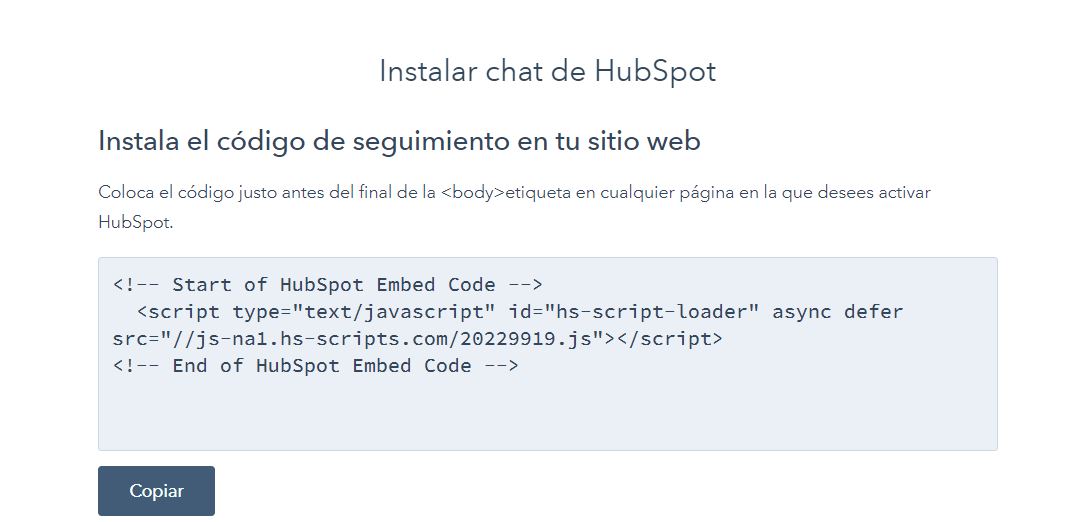 Instalar chat de HubSpot
Instala el código de seguimiento en tu sitio web
Coloca el código justo antes del final de la <body>etiqueta en cualquier página en la que desees activar
HubSpot.
<!-- Start of HubSpot Embed Code -->
<script type="text/javascript" id="hs-script-loader" async defer
src="//js-na1.hs-scripts.com/20229919.js"></script>
<!-- End of HubSpot Embed Code -->
Copiar